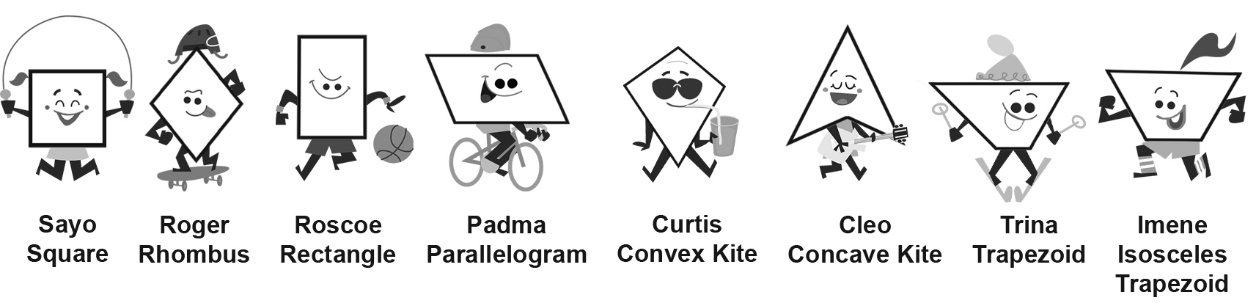 Sayo
Square
Roger
Rhombus
Roscoe
Rectangle
Padma
Parallelogram
Curtis
Convex Kite
Cleo
Concave Kite
Trina
Trapezoid
Imene
Isosceles
Trapezoid